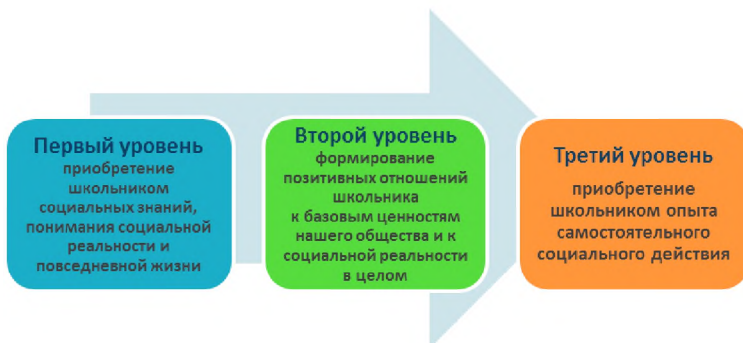 Первый уровень
приобретение
школьником
социальных знаний,
понимания социальной
реальности и
повседневной жизни
Второй уровень
формирование
позитивных отношений
школьника
к базовым ценностям
нашего общества и к
социальной реальности
в целом
Третий уровень
приобретение
школьником опыта
самостоятельного
социального действия